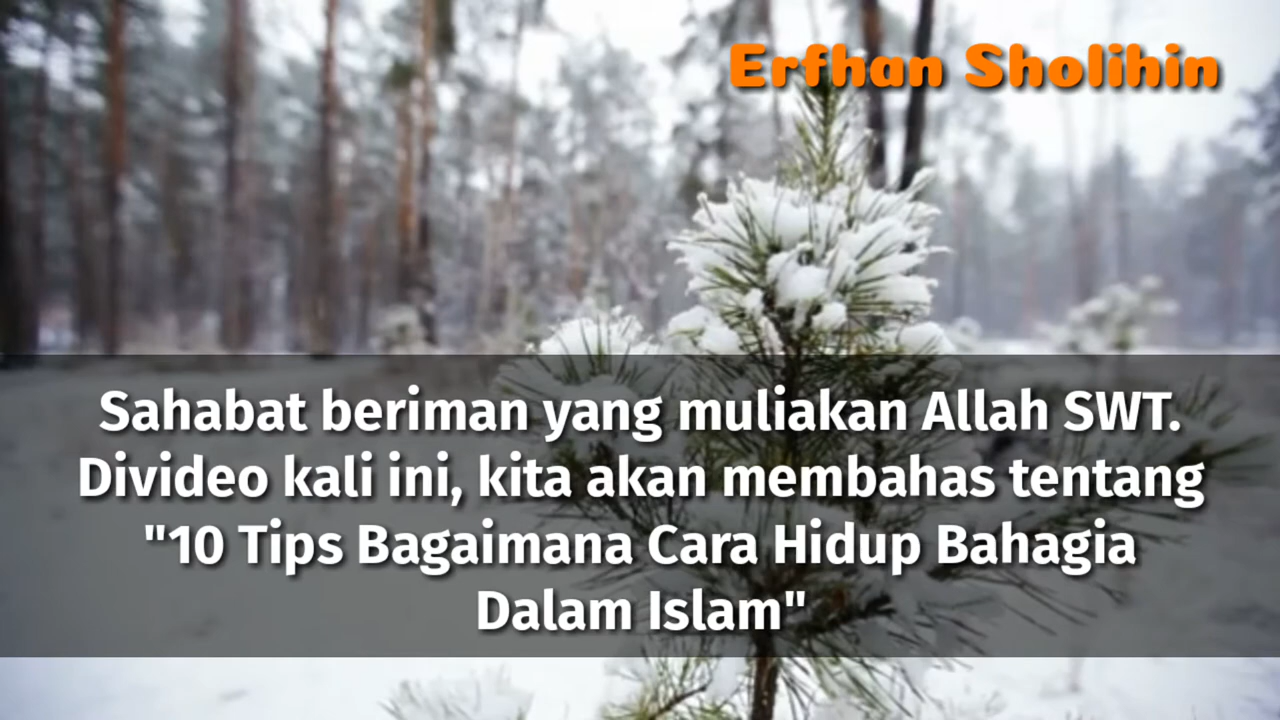 Erfhan Sholihin
Sahabat beriman yang muliakan Allah SWT.
Divideo kali ini, kita akan membahas tentang
"10 Tips Bagaimana Cara Hidup Bahagia
Dalam Islam"